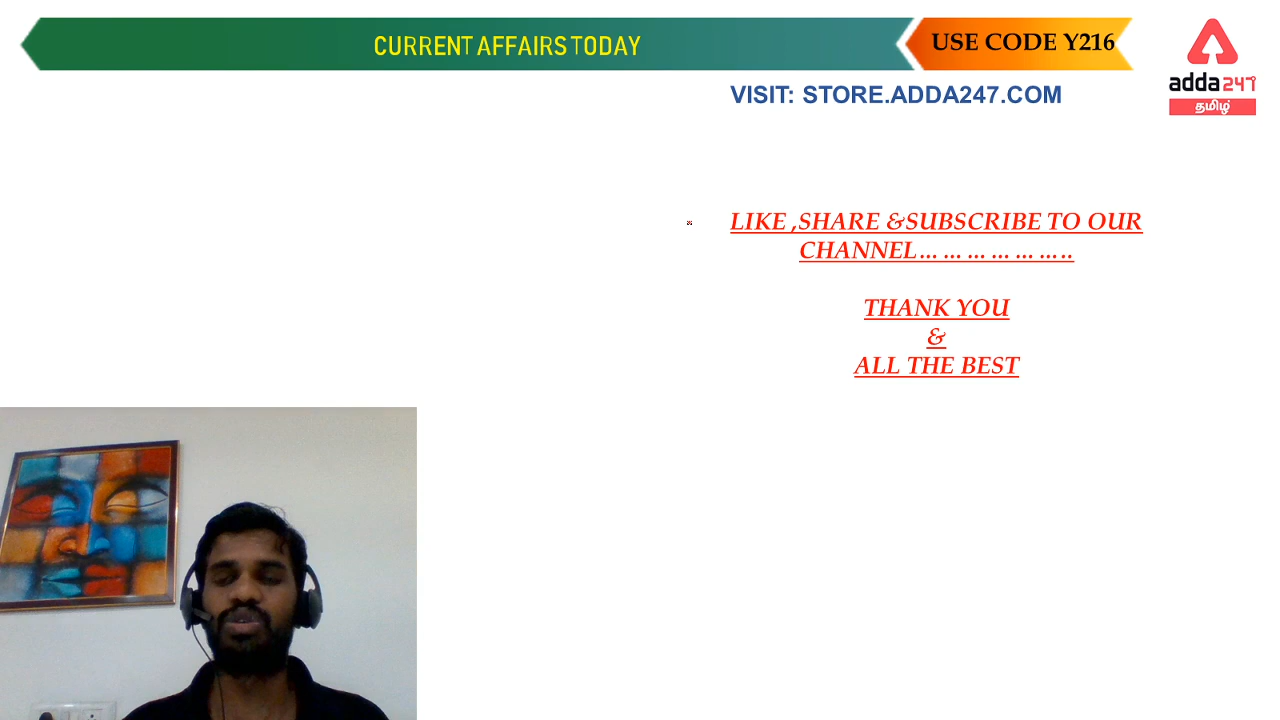 CURRENT AFFAIRS TODAY
USE CODE Y216
adda247
தமிழ்
VISIT: STORE.ADDA247.COM
LIKE ,SHARE &SUBSCRIBE TO OUR
CHANNEL... ... ... ... ... .....
THANK YOU
&
ALL THE BEST